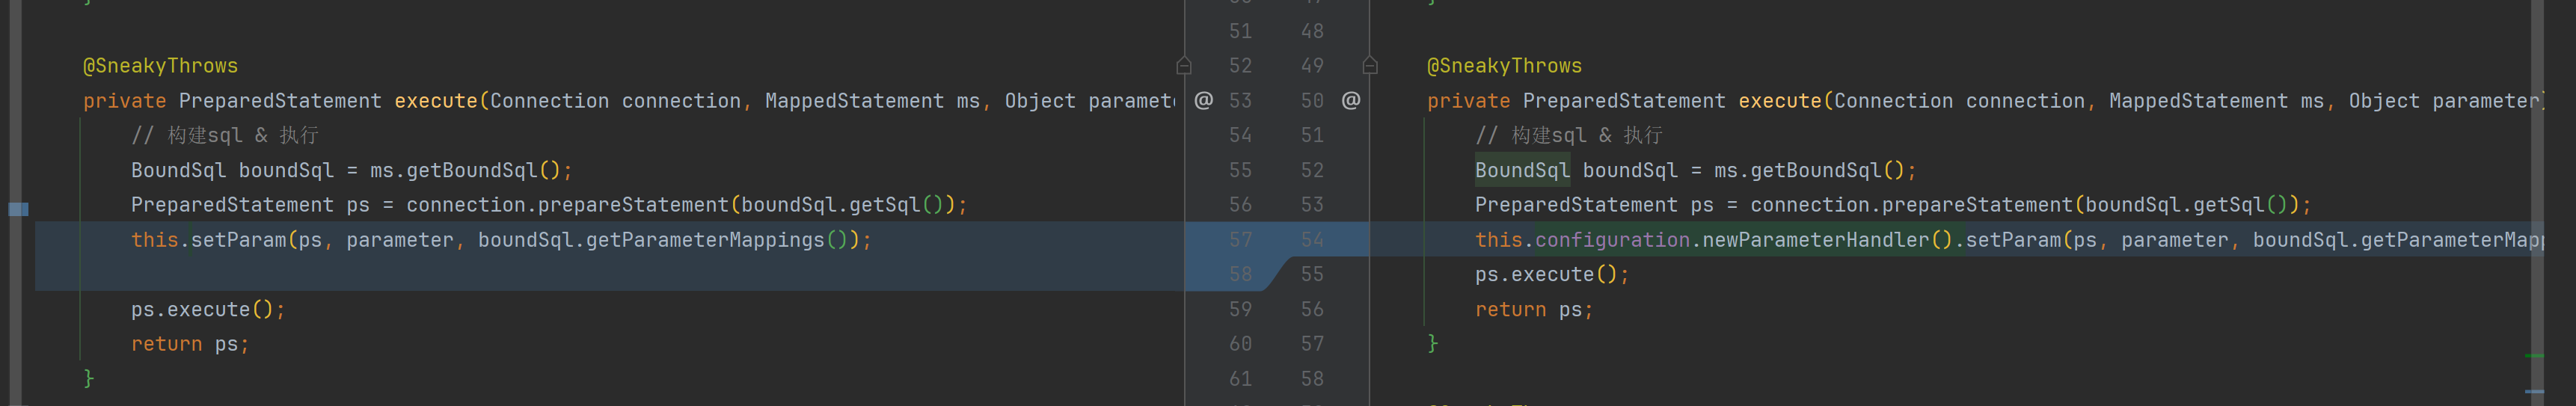 51 48
@SneakyThrows 52 49 @SneakyThrows
private PreparedStatement execute(Connection connection, MappedStatement ms, Object paramet @ 53 50 @ private PreparedStatement execute(Connection connection, MappedStatement ms, Object parameter)
// 构建sql & 执行 54 51 // 构建sql & 执行
BoundSql boundSql = ms.getBoundSql(); 55 52 BoundSql boundSql = ms.getBoundSql();
PreparedStatement ps = connection.prepareStatement(boundSql.getSql()); 56 53 PreparedStatement ps = connection.prepareStatement(boundSql.getSql());
this.setParam(ps, parameter, boundSql.getParameterMappings()); 57 54 this.configuration.newParameterHandler().setParam(ps, parameter, boundSql.getParameterMapp
58 55 ps.execute();
ps.execute(); 59 56 return ps;
return ps; 60 57 }
} 61 58